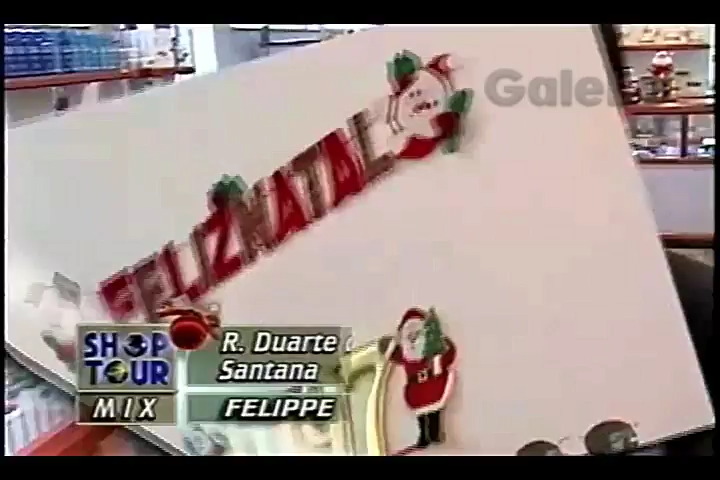 Gale
FELIZ NATAL
SHOP
TOUR
MIX
R. Duarte
Santana
FELIPPE